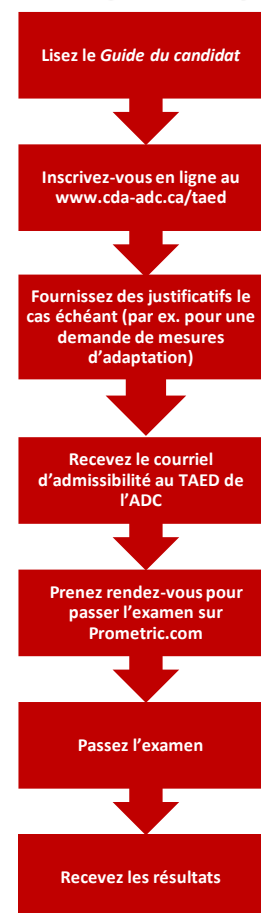 Lisez le Guide du candidat
Inscrivez-vous en ligne au
www.cda-adc.ca/taed
Fournissez des justificatifs le
cas échéant (par ex. pour une
demande de mesures
d’adaptation)
Recevez le courriel
d’admissibilité au TAED de
l’ADC
Prenez rendez-vous pour
passer l’examen sur
Prometric.com
Passez l’examen
Recevez les résultats